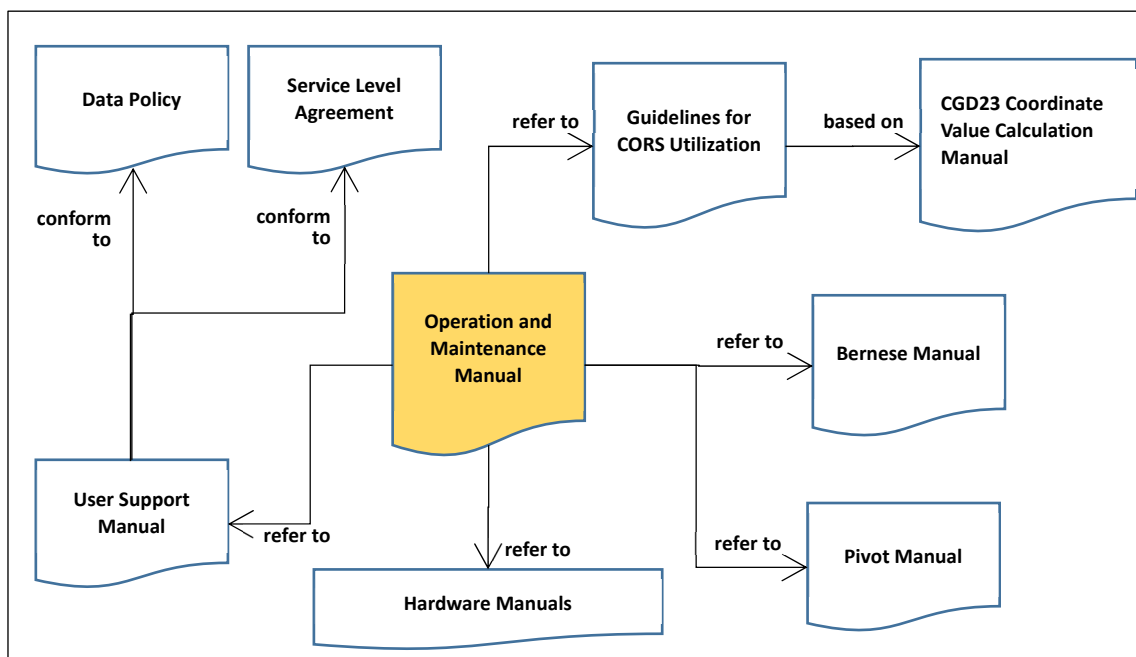 Data Policy
Service Level
Agreement
refer to
Guidelines for
CORS Utilization
based on
CGD23 Coordinate
Value Calculation
Manual
conform
to
conform
to
Operation and
Maintenance
Manual
refer to
Bernese Manual
User Support
Manual
refer to
refer to
Hardware Manuals
refer to
Pivot Manual